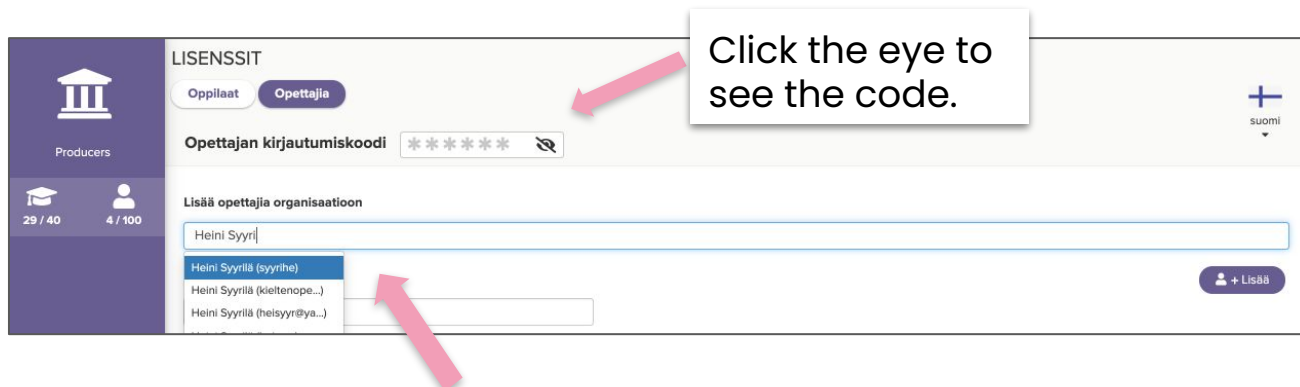 LISENSSIT
Click the eye to
see the code.
Oppilaat Opettajia
suomi
Opettajan kirjautumiskoodi ******
Producers
29 / 40 4 / 100
Lisää opettajia organisaatioon
Heini Syyri
Heini Syyrilä (syyrihe)
Heini Syyrilä (kieltenope...)
Heini Syyrilä (heisyyr@ya...)
+ Lisää